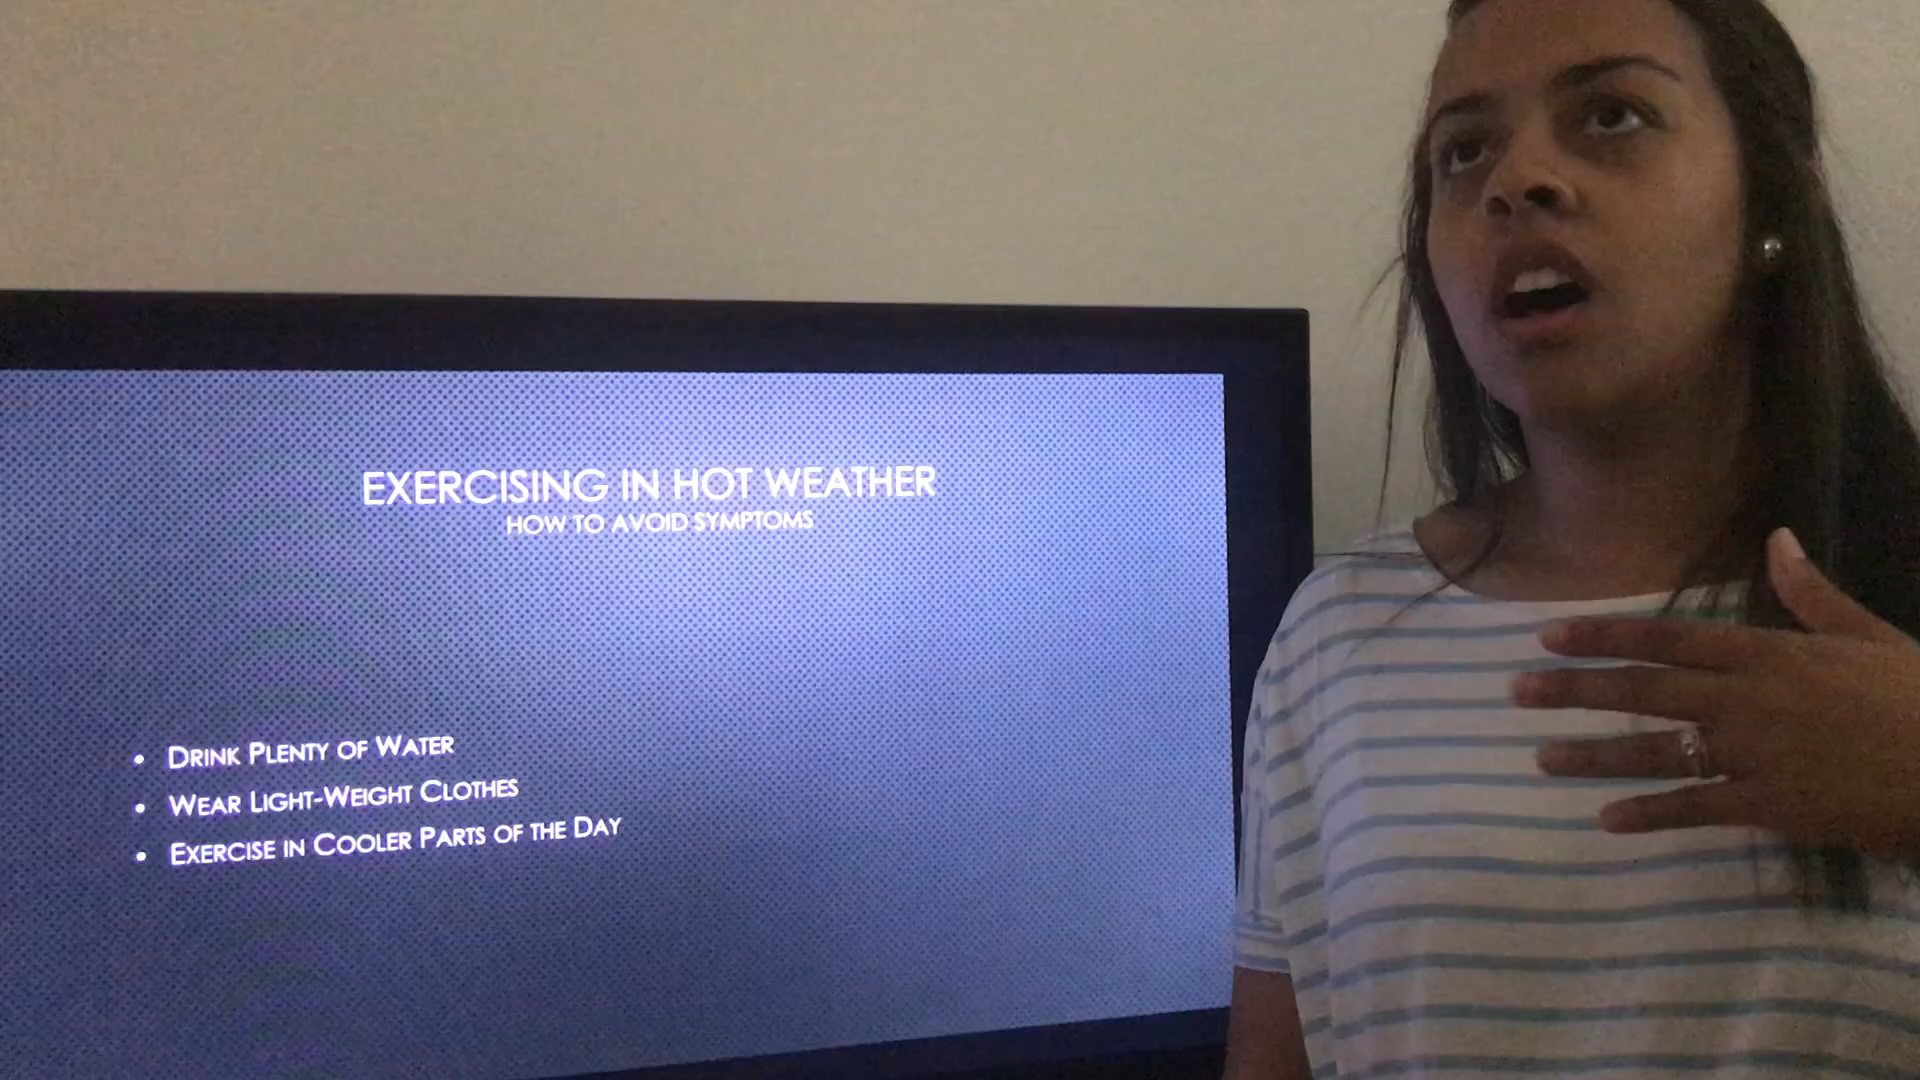 EXERCISING IN HOT WEATHER
HOW TO AVOID SYMPTOMS
• DRINK PLENTY OF WATER
• WEAR LIGHT-WEIGHT CLOTHES
• EXERCISE IN COOLER PARTS OF THE DAY